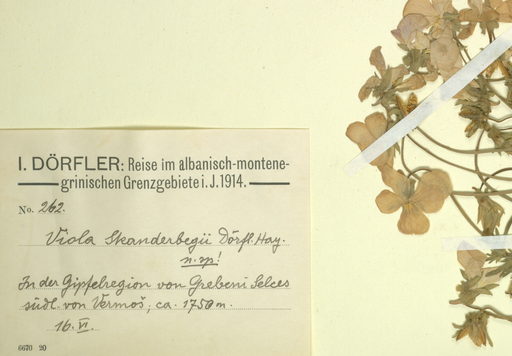 I. DÖRFLER: Reise im albanisch-montene-
grinischen Grenzgebiete i. J. 1914.
No. 262.
Viola Skanderbegii Dörfl. Hay.
n. sp!
In der Gipfelregion von Grebeni Selces
südl. von Vermoš, ca. 1750 m.
16. VI.
6670 20